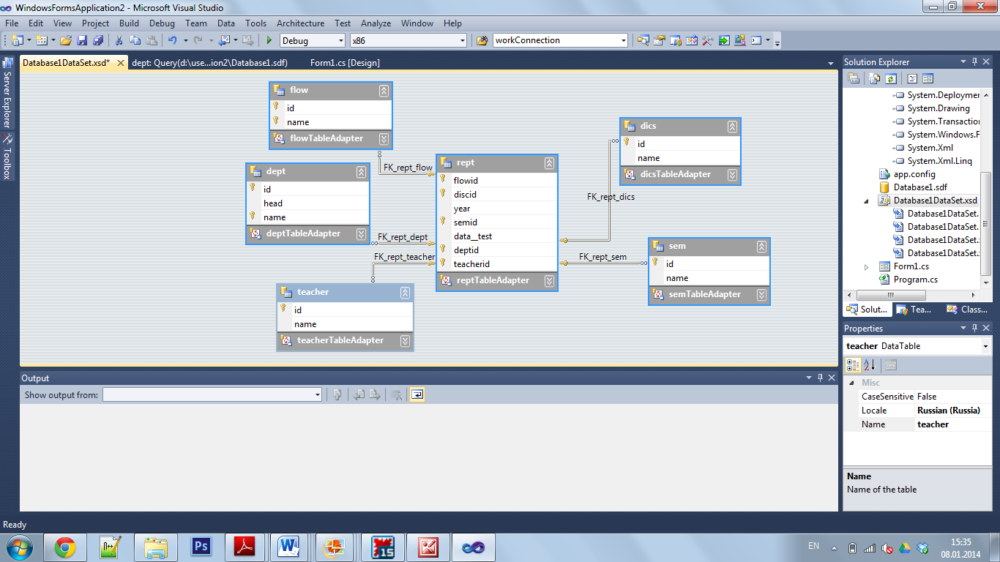 WindowsFormsApplication2 - Microsoft Visual Studio
File Edit View Project Build Debug Team Data Tools Architecture Test Analyze Window Help
Debug x86 workConnection
Server Explorer
Toolbox
Database1DataSet.xsd* dept: Query(d:\use...ion2\Database1.sdf) Form1.cs [Design]
flow
id
name
flowTableAdapter
FK_rept_flow
dept
id
head
name
deptTableAdapter
FK_rept_dept
FK_rept_teacher
teacher
id
name
teacherTableAdapter
rept
flowid
discid
year
semid
data__test
deptid
teacherid
reptTableAdapter
dics
id
name
dicsTableAdapter
FK_rept_dics
FK_rept_sem
sem
id
name
semTableAdapter
Output
Show output from:
Solution Explorer
System.Deployme
System.Drawing
System.Transaction
System.Windows.F
System.Xml
System.Xml.Linq
app.config
Database1.sdf
Database1DataSet.xsd
Database1DataSet.
Database1DataSet.
Database1DataSet.
Database1DataSet.
Form1.cs
Program.cs
Solut... Tea... Class...
Properties
teacher DataTable
Misc
CaseSensitive False
Locale Russian (Russia)
Name teacher
Name
Name of the table
Ready
n++ Ps W 15
EN
15:35
08.01.2014